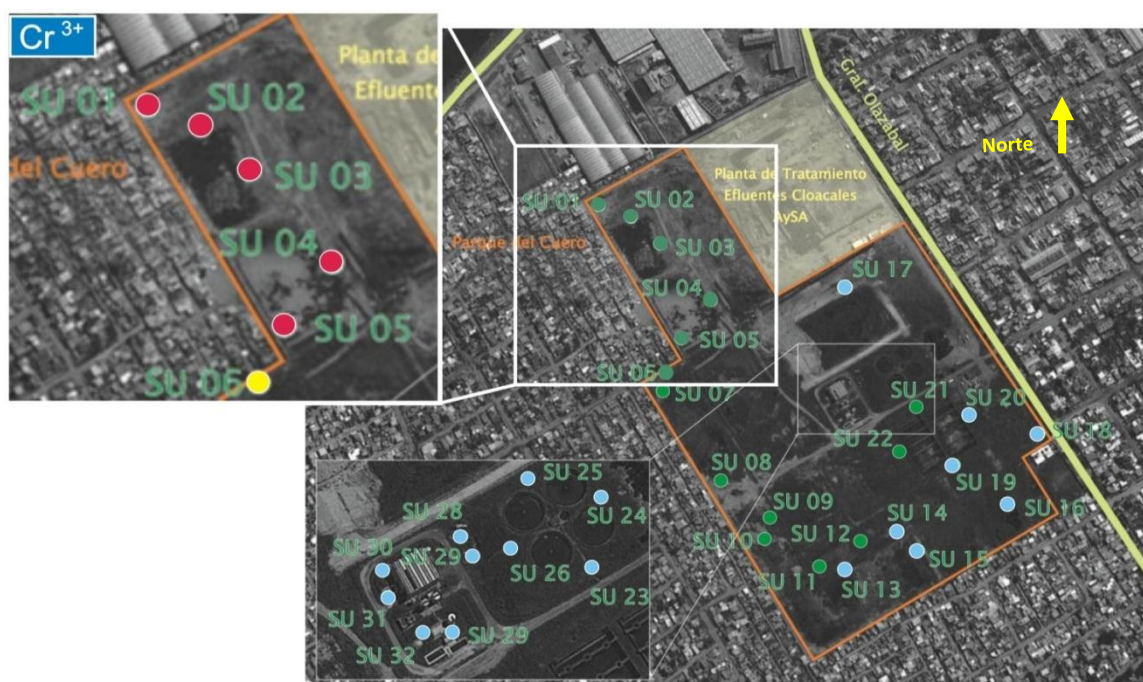 Cr 3+
SU 01
SU 02
SU 03
SU 04
SU 05
SU 06
del Cuero
Planta de
Efluente
Gral. Olazabal
Norte
Planta de Tratamiento
Efluentes Cloacales
AySA
Parque del Cuero
SU 01
SU 02
SU 03
SU 04
SU 05
SU 06
SU 07
SU 08
SU 09
SU 10
SU 11
SU 12
SU 13
SU 14
SU 15
SU 16
SU 17
SU 18
SU 19
SU 20
SU 21
SU 22
SU 25
SU 24
SU 28
SU 30
SU 29
SU 26
SU 23
SU 31
SU 32
SU 29